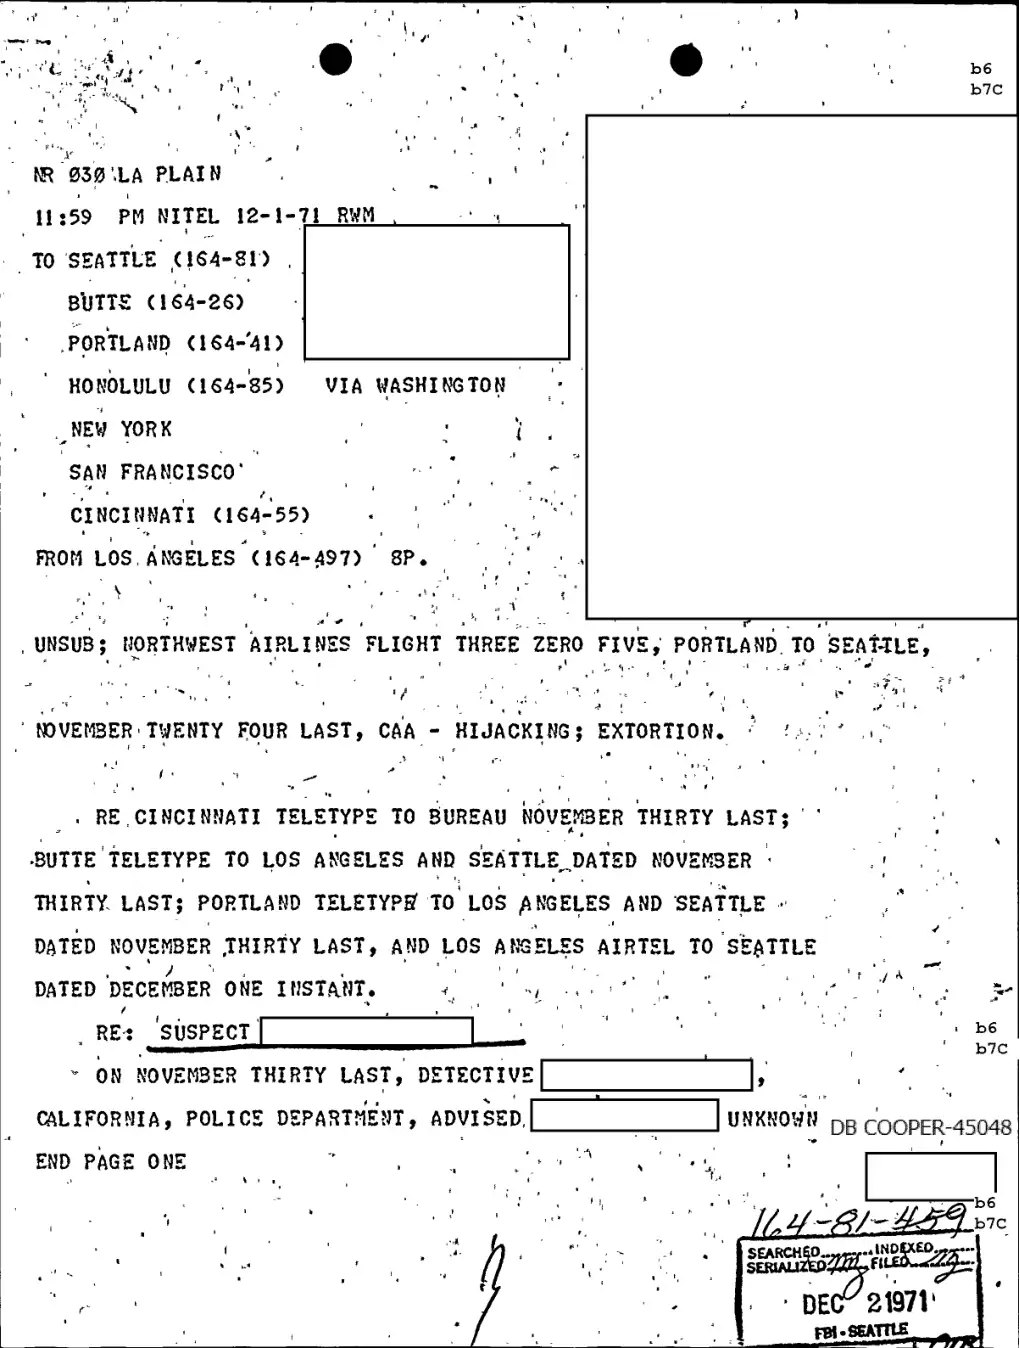 b6
b7C
NR 030 LA PLAIN
11:59 PM NITEL 12-1-71 RWM
TO SEATTLE (164-81)
BUTTE (164-26)
PORTLAND (164-41)
HONOLULU (164-85) VIA WASHINGTON
NEW YORK
SAN FRANCISCO
CINCINNATI (164-55)
FROM LOS ANGELES (164-497) 8P.
UNSUB; NORTHWEST AIRLINES FLIGHT THREE ZERO FIVE, PORTLAND TO SEATTLE,
NOVEMBER TWENTY FOUR LAST, CAA - HIJACKING; EXTORTION.
RE CINCINNATI TELETYPE TO BUREAU NOVEMBER THIRTY LAST;
BUTTE TELETYPE TO LOS ANGELES AND SEATTLE DATED NOVEMBER
THIRTY LAST; PORTLAND TELETYPE TO LOS ANGELES AND SEATTLE
DATED NOVEMBER THIRTY LAST, AND LOS ANGELES AIRTEL TO SEATTLE
DATED DECEMBER ONE INSTANT.
RE: SUSPECT
b6
b7C
ON NOVEMBER THIRTY LAST, DETECTIVE ,
CALIFORNIA, POLICE DEPARTMENT, ADVISED UNKNOWN
DB COOPER-45048
END PAGE ONE
b6
b7C
164-81-459
SEARCHED INDEXED
SERIALIZED FILED
DEC 2 1971
FBI - SEATTLE